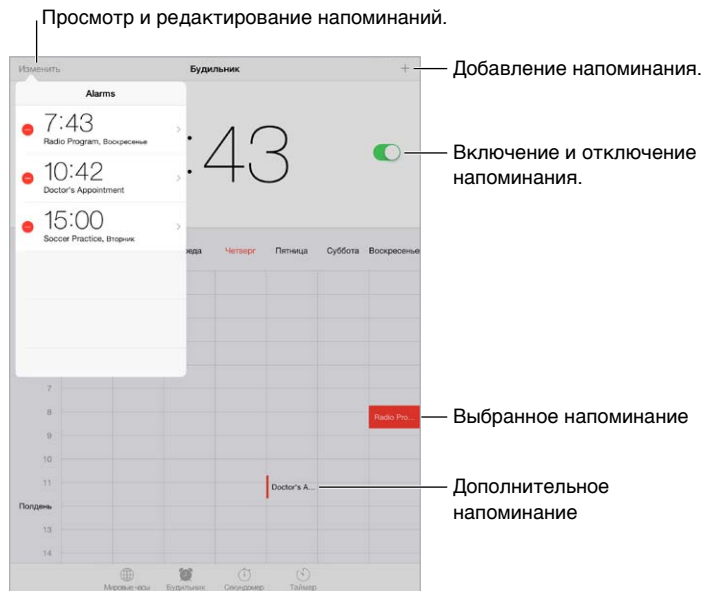 Просмотр и редактирование напоминаний.
Изменить
Будильник
+
Добавление напоминания.
Alarms
7:43
Radio Program, Воскресенье
10:42
Doctor's Appointment
15:00
Soccer Practice, Вторник
:43
Включение и отключение
напоминания.
Четверг
Пятница
Суббота
Воскресенье
7
8
Radio Pro...
Выбранное напоминание
9
10
11
Doctor's A...
Дополнительное
напоминание
Полдень
13
14
Мировые часы
Будильник
Секундомер
Таймер